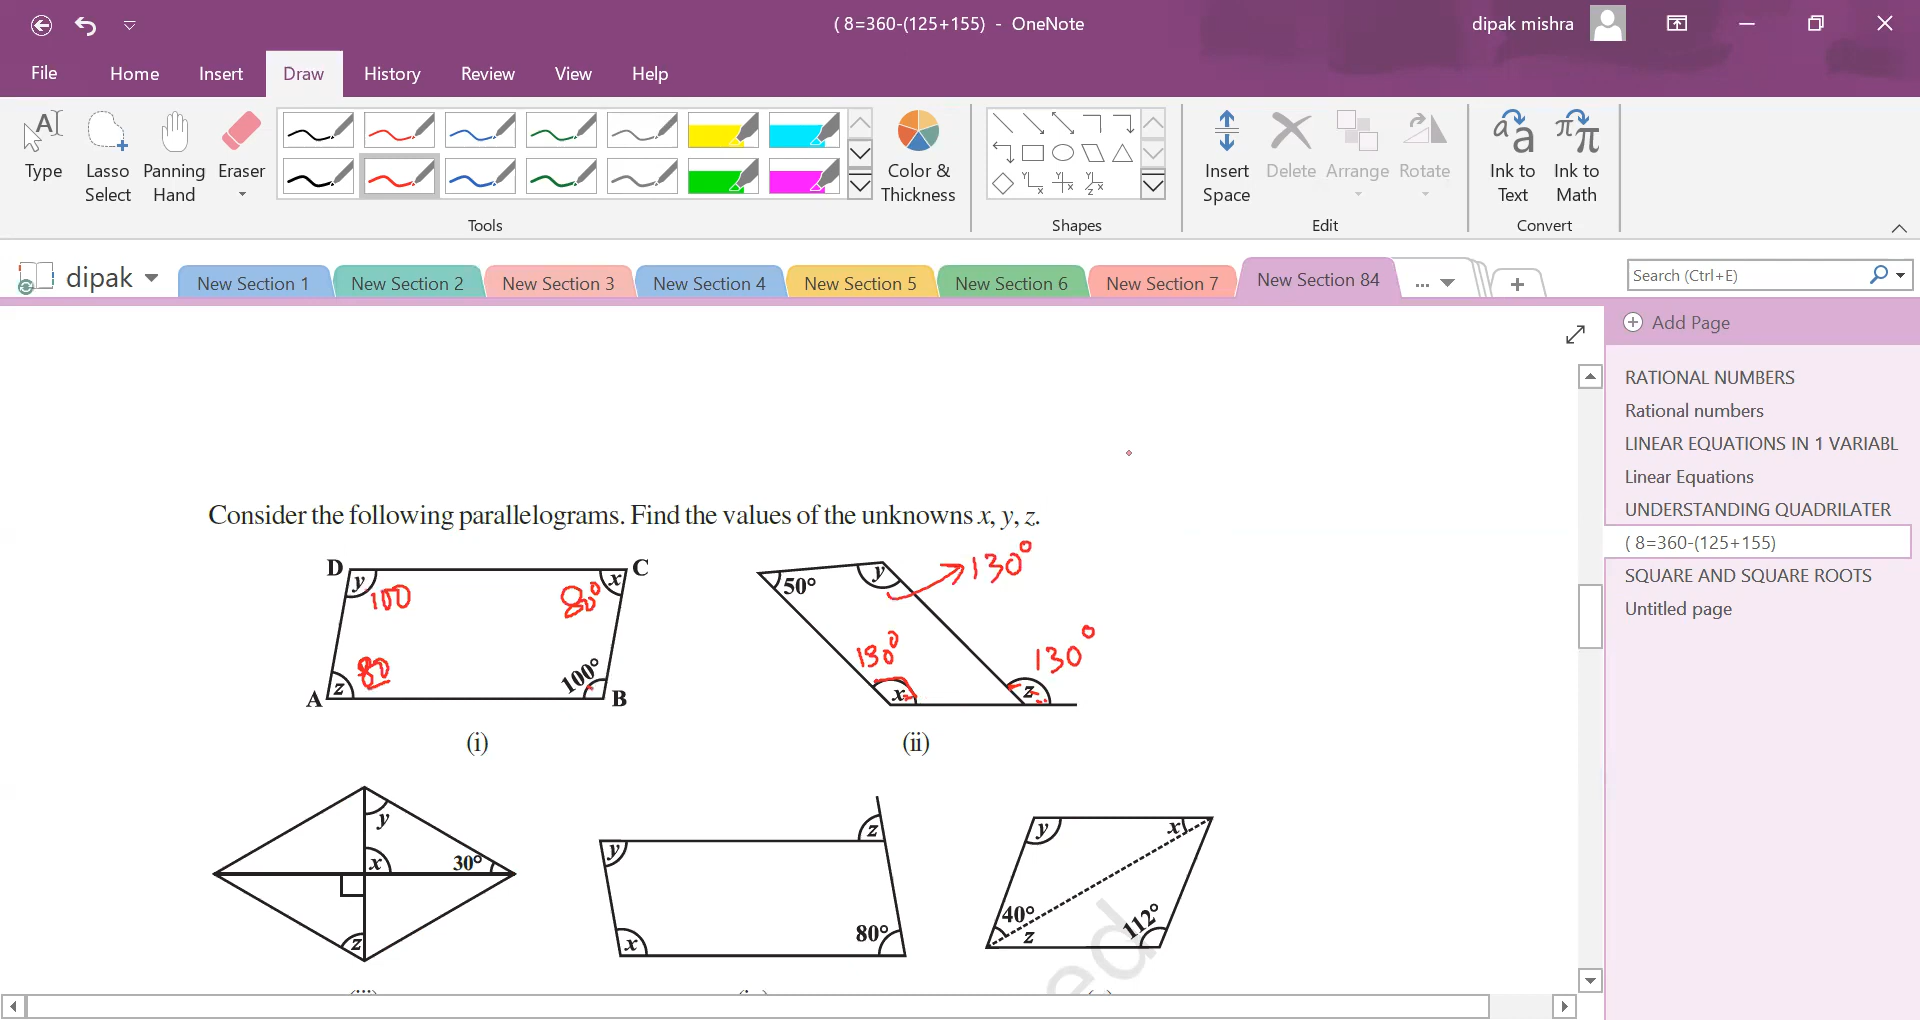 ( 8=360-(125+155) - OneNote
dipak mishra
File Home Insert Draw History Review View Help
Type
Lasso Select
Panning Hand
Eraser
Color & Thickness
Insert Space
Delete
Arrange
Rotate
Ink to Text
Ink to Math
Tools
Shapes
Edit
Convert
dipak
New Section 1
New Section 2
New Section 3
New Section 4
New Section 5
New Section 6
New Section 7
New Section 84
...
Search (Ctrl+E)
Add Page
RATIONAL NUMBERS
Rational numbers
LINEAR EQUATIONS IN 1 VARIABL
Linear Equations
UNDERSTANDING QUADRILATER
( 8=360-(125+155)
SQUARE AND SQUARE ROOTS
Untitled page
Consider the following parallelograms. Find the values of the unknowns x, y, z.
D y 100 80° x C
A z 80 100° B
(i)
50° y 130°
130° x 130° z
(ii)
y
x 30°
z
z
y
x 80°
y x
40° z 112°
ed